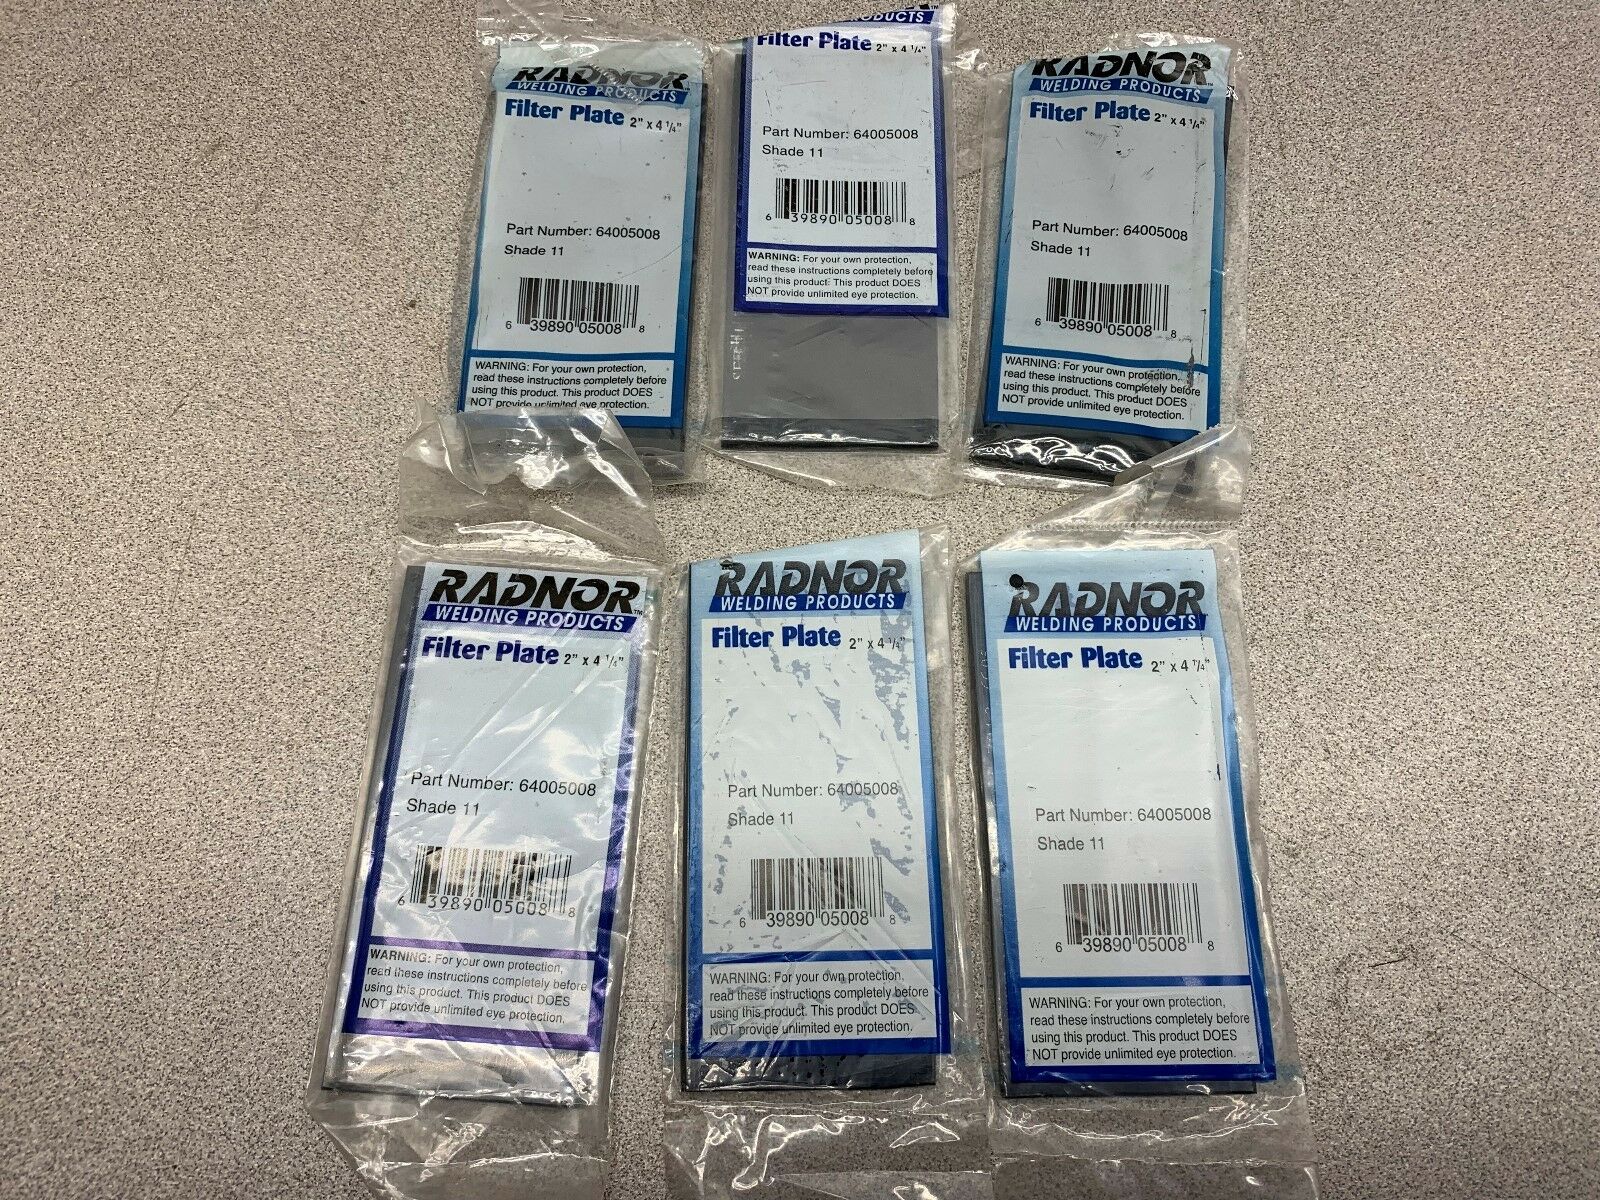 RADNOR
WELDING PRODUCTS
Filter Plate 2" x 4 1/4"
Part Number: 64005008
Shade 11
6 39890 05008 8
WARNING: For your own protection,
read these instructions completely before
using this product. This product DOES
NOT provide unlimited eye protection.
PRODUCTS
Filter Plate 2" x 4 1/4"
Part Number: 64005008
Shade 11
6 39890 05008 8
WARNING: For your own protection,
read these instructions completely before
using this product. This product DOES
NOT provide unlimited eye protection.
RADNOR
WELDING PRODUCTS
Filter Plate 2" x 4 1/4"
Part Number: 64005008
Shade 11
6 39890 05008 8
WARNING: For your own protection,
read these instructions completely before
using this product. This product DOES
NOT provide unlimited eye protection.
RADNOR™
WELDING PRODUCTS
Filter Plate 2" x 4 1/4"
Part Number: 64005008
Shade 11
6 39890 05008 8
WARNING: For your own protection,
read these instructions completely before
using this product. This product DOES
NOT provide unlimited eye protection.
RADNOR
WELDING PRODUCTS
Filter Plate 2" x 4 1/4"
Part Number: 64005008
Shade 11
6 39890 05008 8
WARNING: For your own protection,
read these instructions completely before
using this product. This product DOES
NOT provide unlimited eye protection.
RADNOR
WELDING PRODUCTS
Filter Plate 2" x 4 1/4"
Part Number: 64005008
Shade 11
6 39890 05008 8
WARNING: For your own protection,
read these instructions completely before
using this product. This product DOES
NOT provide unlimited eye protection.